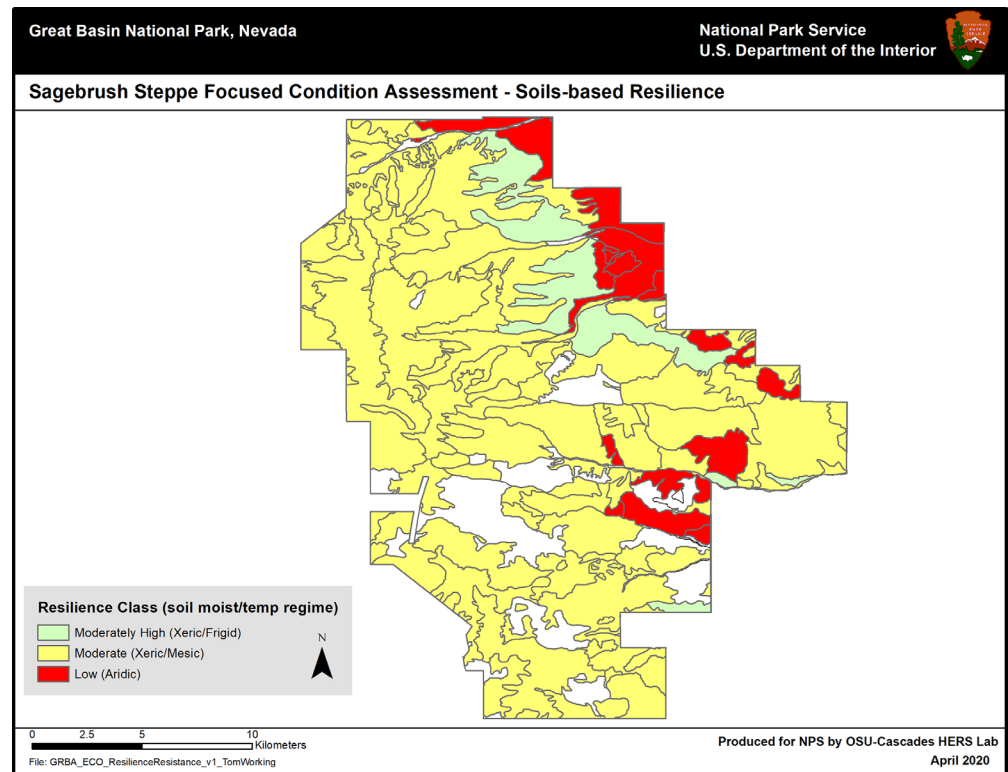 Great Basin National Park, Nevada
National Park Service
U.S. Department of the Interior
Sagebrush Steppe Focused Condition Assessment - Soils-based Resilience
Resilience Class (soil moist/temp regime)
Moderately High (Xeric/Frigid)
Moderate (Xeric/Mesic)
Low (Aridic)
N
0 2.5 5 10
Kilometers
File: GRBA_ECO_ResilienceResistance_v1_TomWorking
Produced for NPS by OSU-Cascades HERS Lab
April 2020